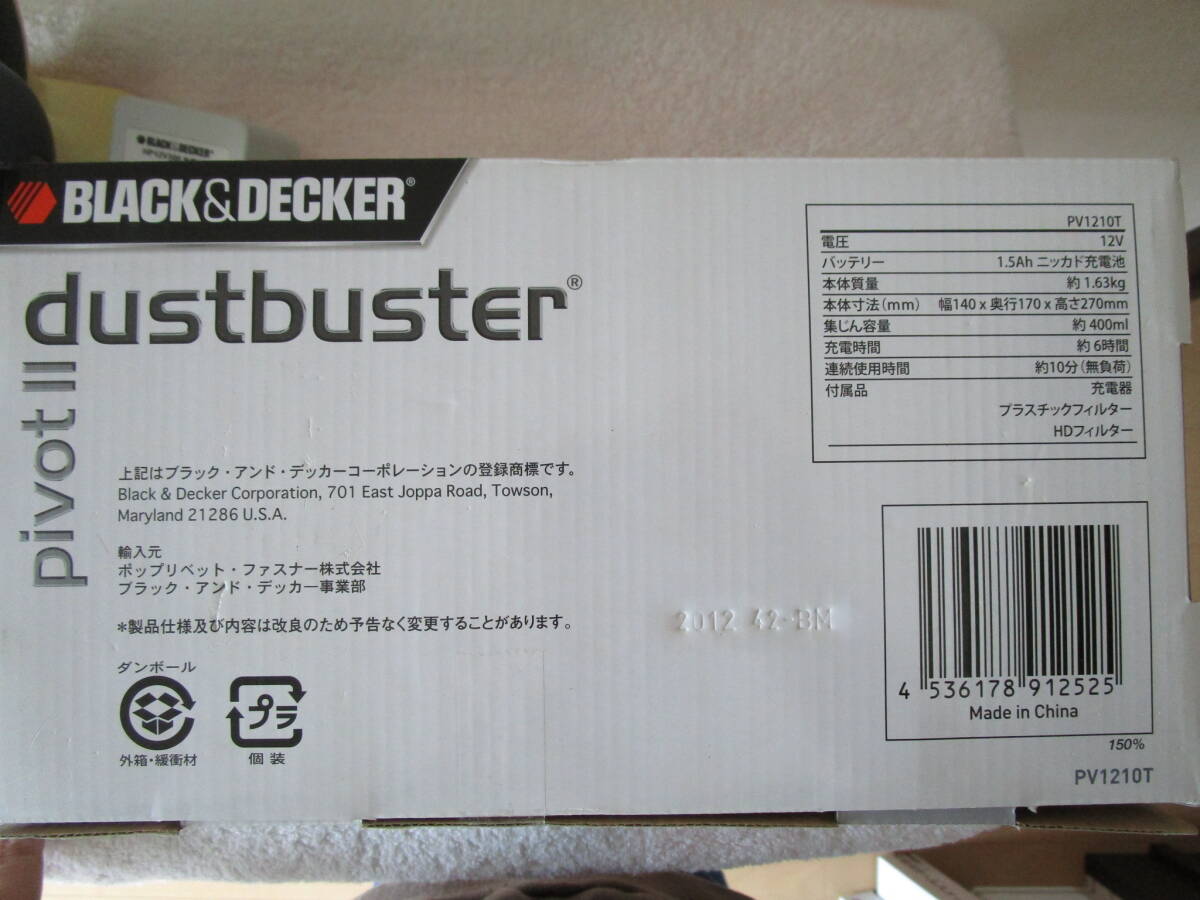 BLACK&DECKER
BLACK&DECKER®
dustbuster®
pivot II
PV1210T
電圧 12V
バッテリー 1.5Ah ニッカド充電池
本体質量 約 1.63kg
本体寸法(mm) 幅140 x 奥行170 x 高さ270mm
集じん容量 約 400ml
充電時間 約 6時間
連続使用時間 約10分(無負荷)
付属品 充電器
プラスチックフィルター
HDフィルター
上記はブラック・アンド・デッカーコーポレーションの登録商標です。
Black & Decker Corporation, 701 East Joppa Road, Towson,
Maryland 21286 U.S.A.
輸入元
ポップリベット・ファスナー株式会社
ブラック・アンド・デッカー事業部
*製品仕様及び内容は改良のため予告なく変更することがあります。
2012 42-BM
ダンボール
外箱・緩衝材
プラ
個装
4 536178 912525
Made in China
150%
PV1210T